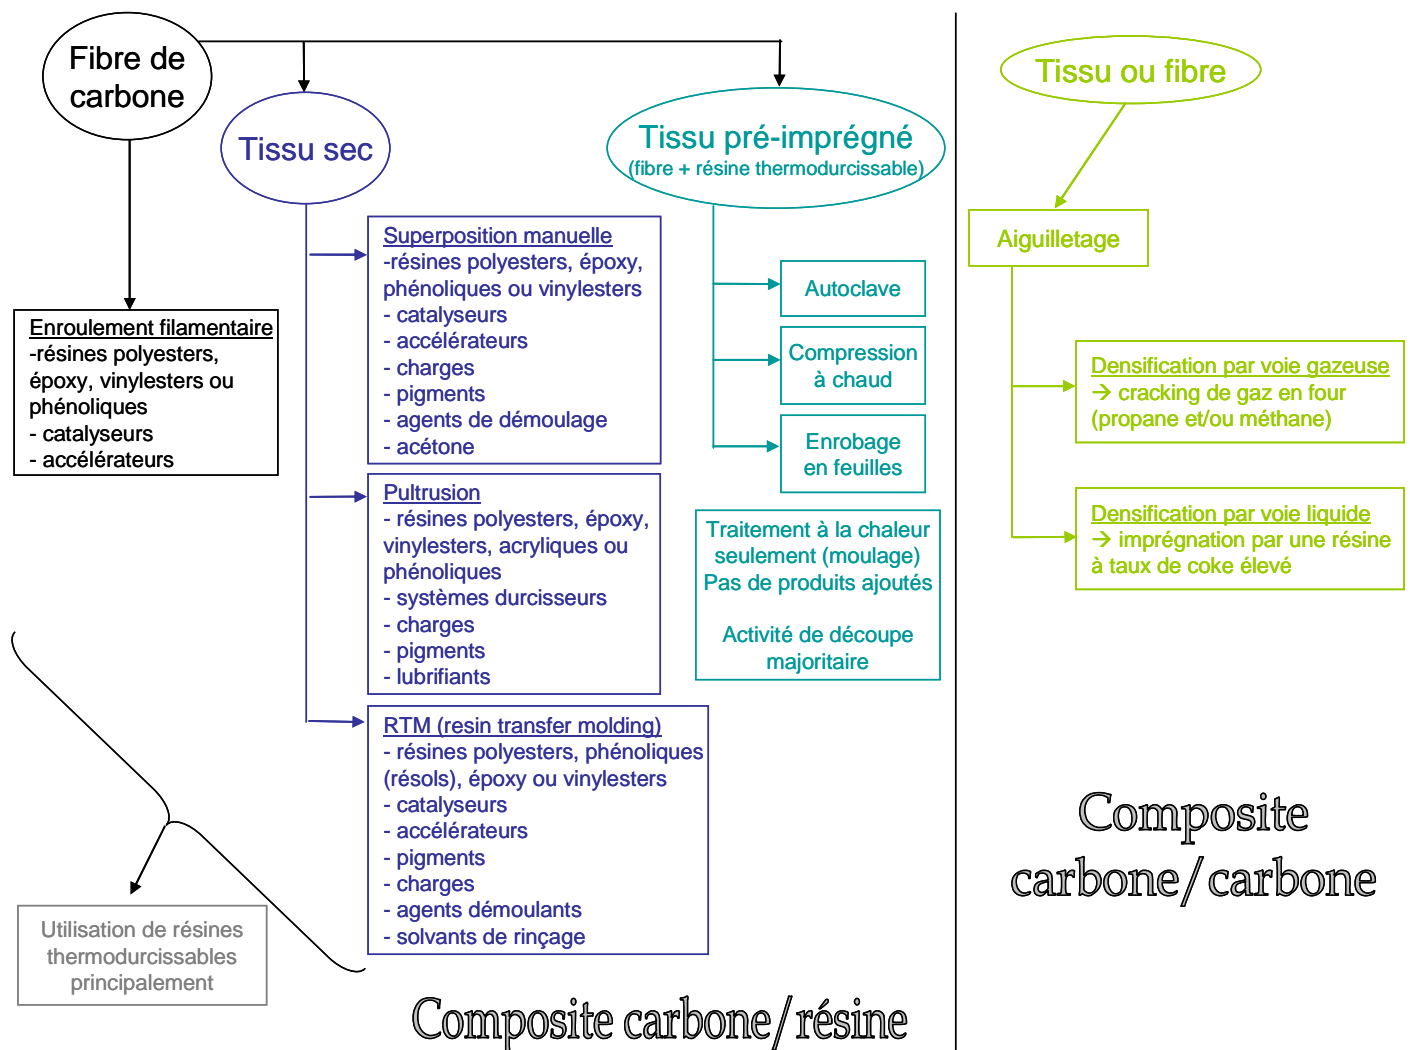 Fibre de
carbone
Tissu sec
Tissu pré-imprégné
(fibre + résine thermodurcissable)
Tissu ou fibre
Enroulement filamentaire
-résines polyesters,
époxy, vinylesters ou
phénoliques
- catalyseurs
- accélérateurs
Superposition manuelle
-résines polyesters, époxy,
phénoliques ou vinylesters
- catalyseurs
- accélérateurs
- charges
- pigments
- agents de démoulage
- acétone
Pultrusion
- résines polyesters, époxy,
vinylesters, acryliques ou
phénoliques
- systèmes durcisseurs
- charges
- pigments
- lubrifiants
RTM (resin transfer molding)
- résines polyesters, phénoliques
(résols), époxy ou vinylesters
- catalyseurs
- accélérateurs
- pigments
- charges
- agents démoulants
- solvants de rinçage
Autoclave
Compression
à chaud
Enrobage
en feuilles
Traitement à la chaleur
seulement (moulage)
Pas de produits ajoutés
Activité de découpe
majoritaire
Aiguilletage
Densification par voie gazeuse
→ cracking de gaz en four
(propane et/ou méthane)
Densification par voie liquide
→ imprégnation par une résine
à taux de coke élevé
Utilisation de résines
thermodurcissables
principalement
Composite carbone/résine
Composite
carbone/carbone